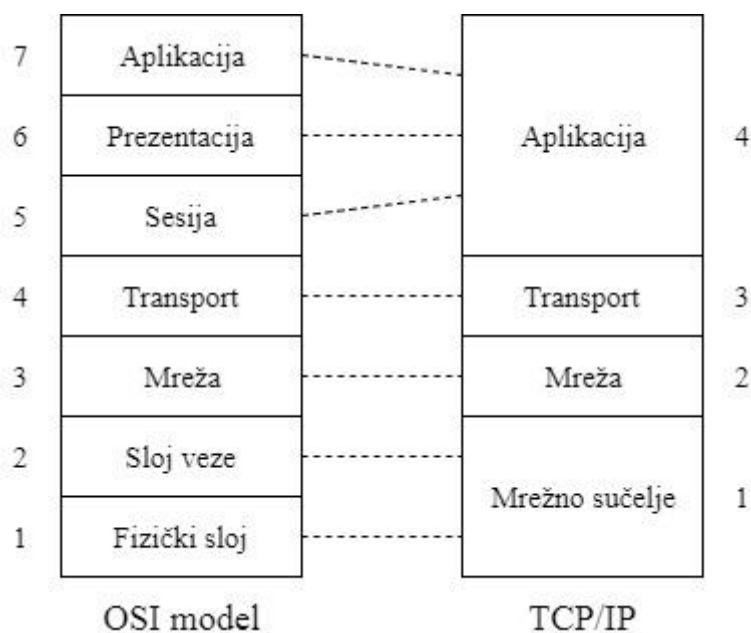 7 Aplikacija
6 Prezentacija Aplikacija 4
5 Sesija
4 Transport Transport 3
3 Mreža Mreža 2
2 Sloj veze
Mrežno sučelje 1
1 Fizički sloj
OSI model TCP/IP